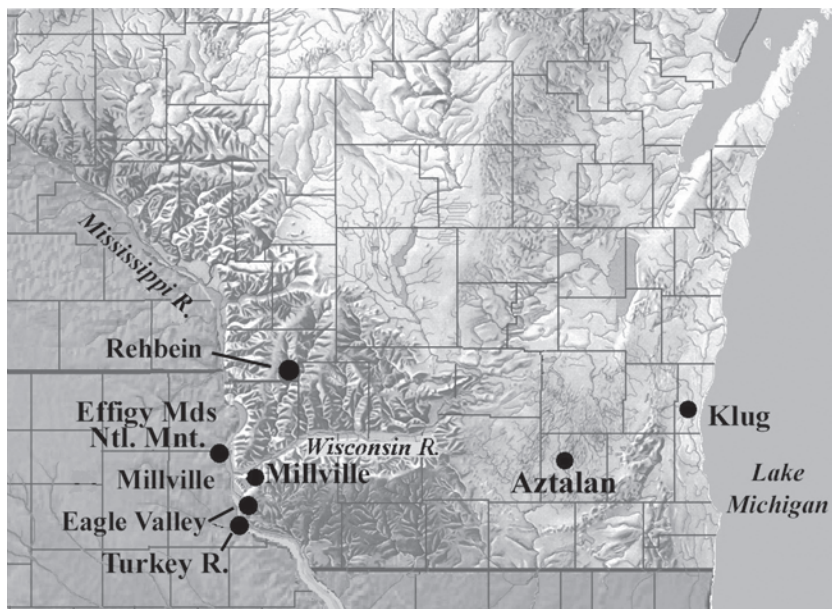 Mississippi R.
Rehbein
Effigy Mds
Ntl. Mnt.
Wisconsin R.
Klug
Millville
Millville
Aztalan
Lake
Michigan
Eagle Valley
Turkey R.